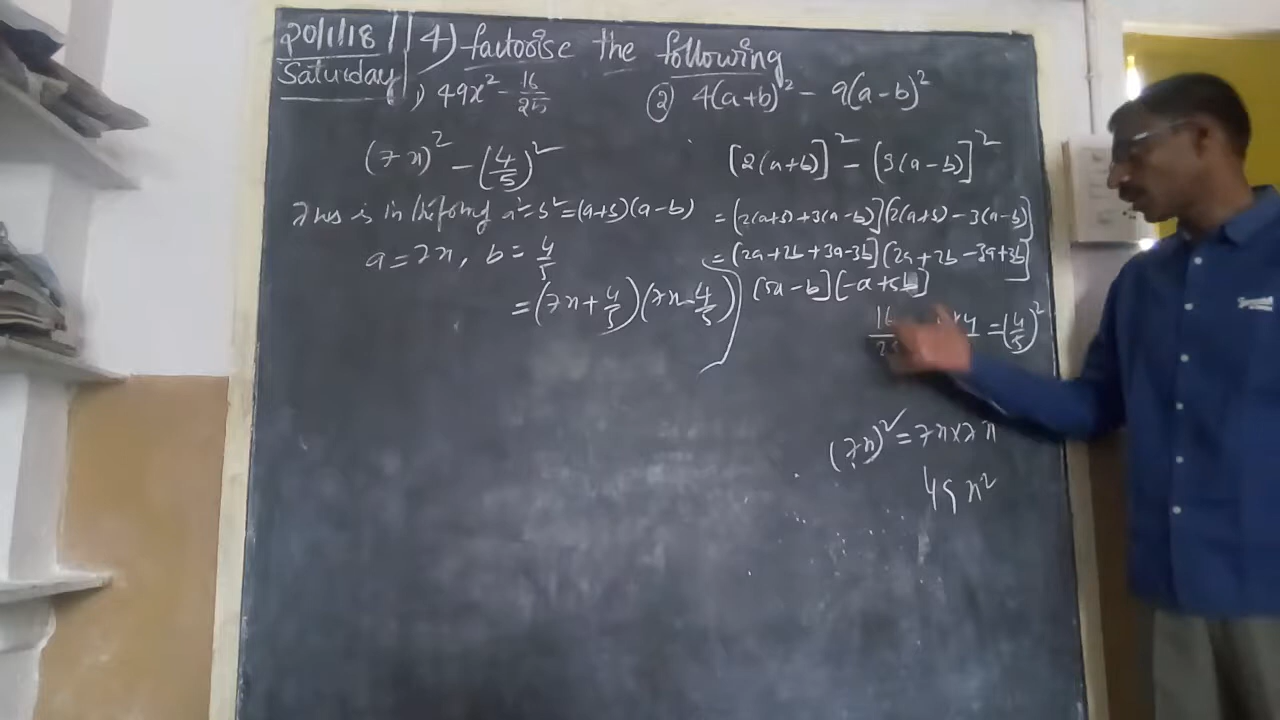 20/1/18
Saturday
4) factorise the following
1) 49x² - 16/25
(7x)² - (4/5)²
This is in the form of a² - b² = (a+b)(a-b)
a = 7x, b = 4/5
= (7x + 4/5)(7x - 4/5)
② 4(a+b)² - 9(a-b)²
[2(a+b)]² - [3(a-b)]²
= [2(a+b) + 3(a-b)][2(a+b) - 3(a-b)]
= [2a+2b+3a-3b][2a+2b-3a+3b]
[5a-b][-a+5b]
= (4/5)²
(7x)² = 7x×7x
49x²